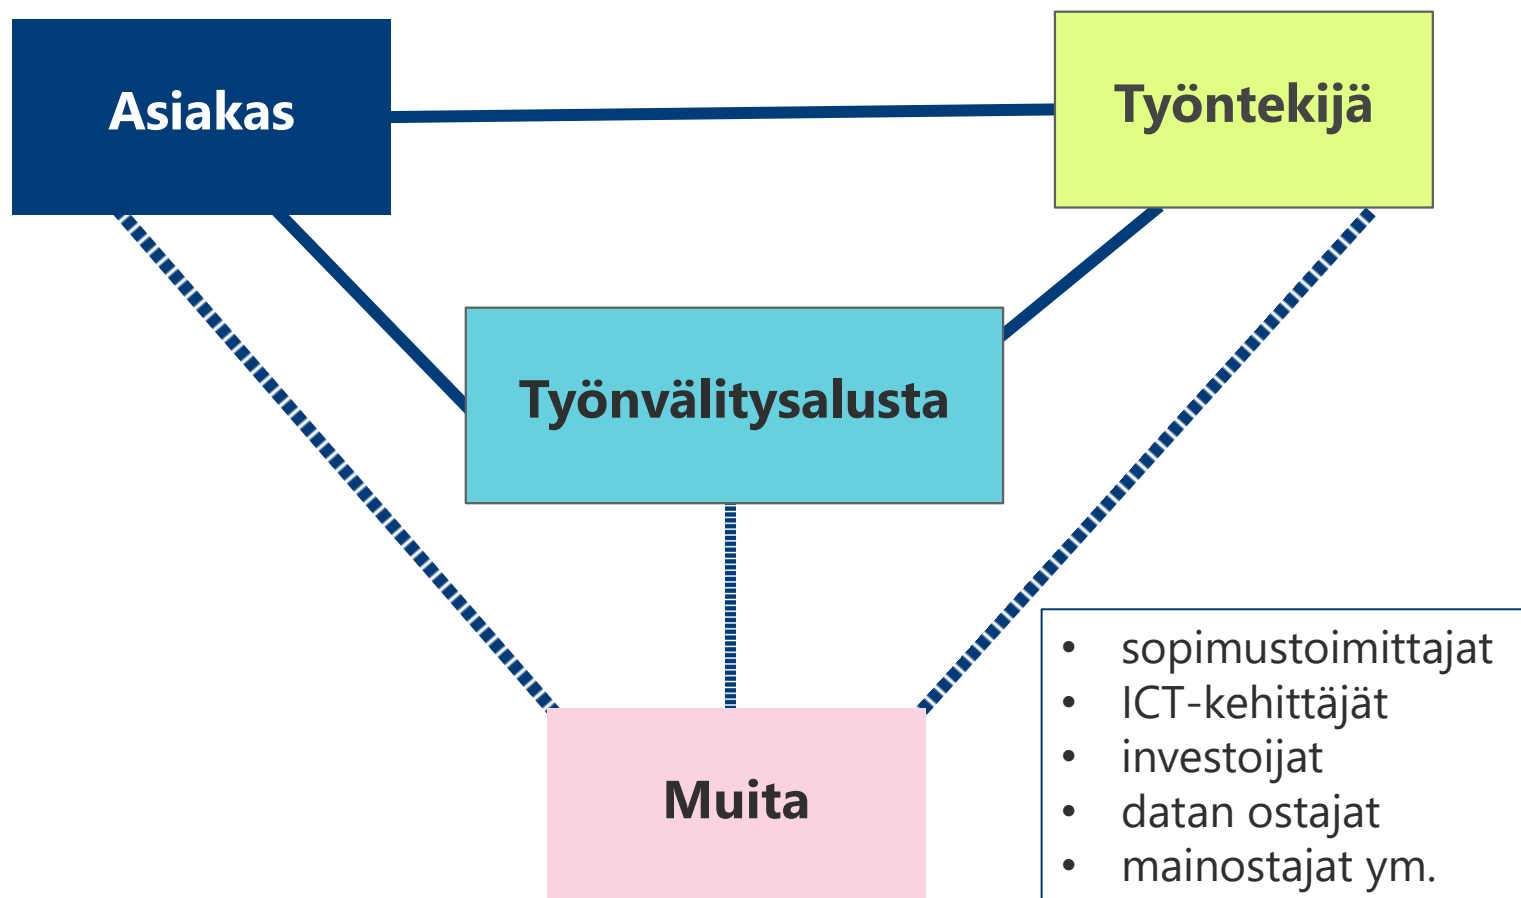 Asiakas
Työntekijä
Työnvälitysalusta
Muita
• sopimustoimittajat
• ICT-kehittäjät
• investoijat
• datan ostajat
• mainostajat ym.